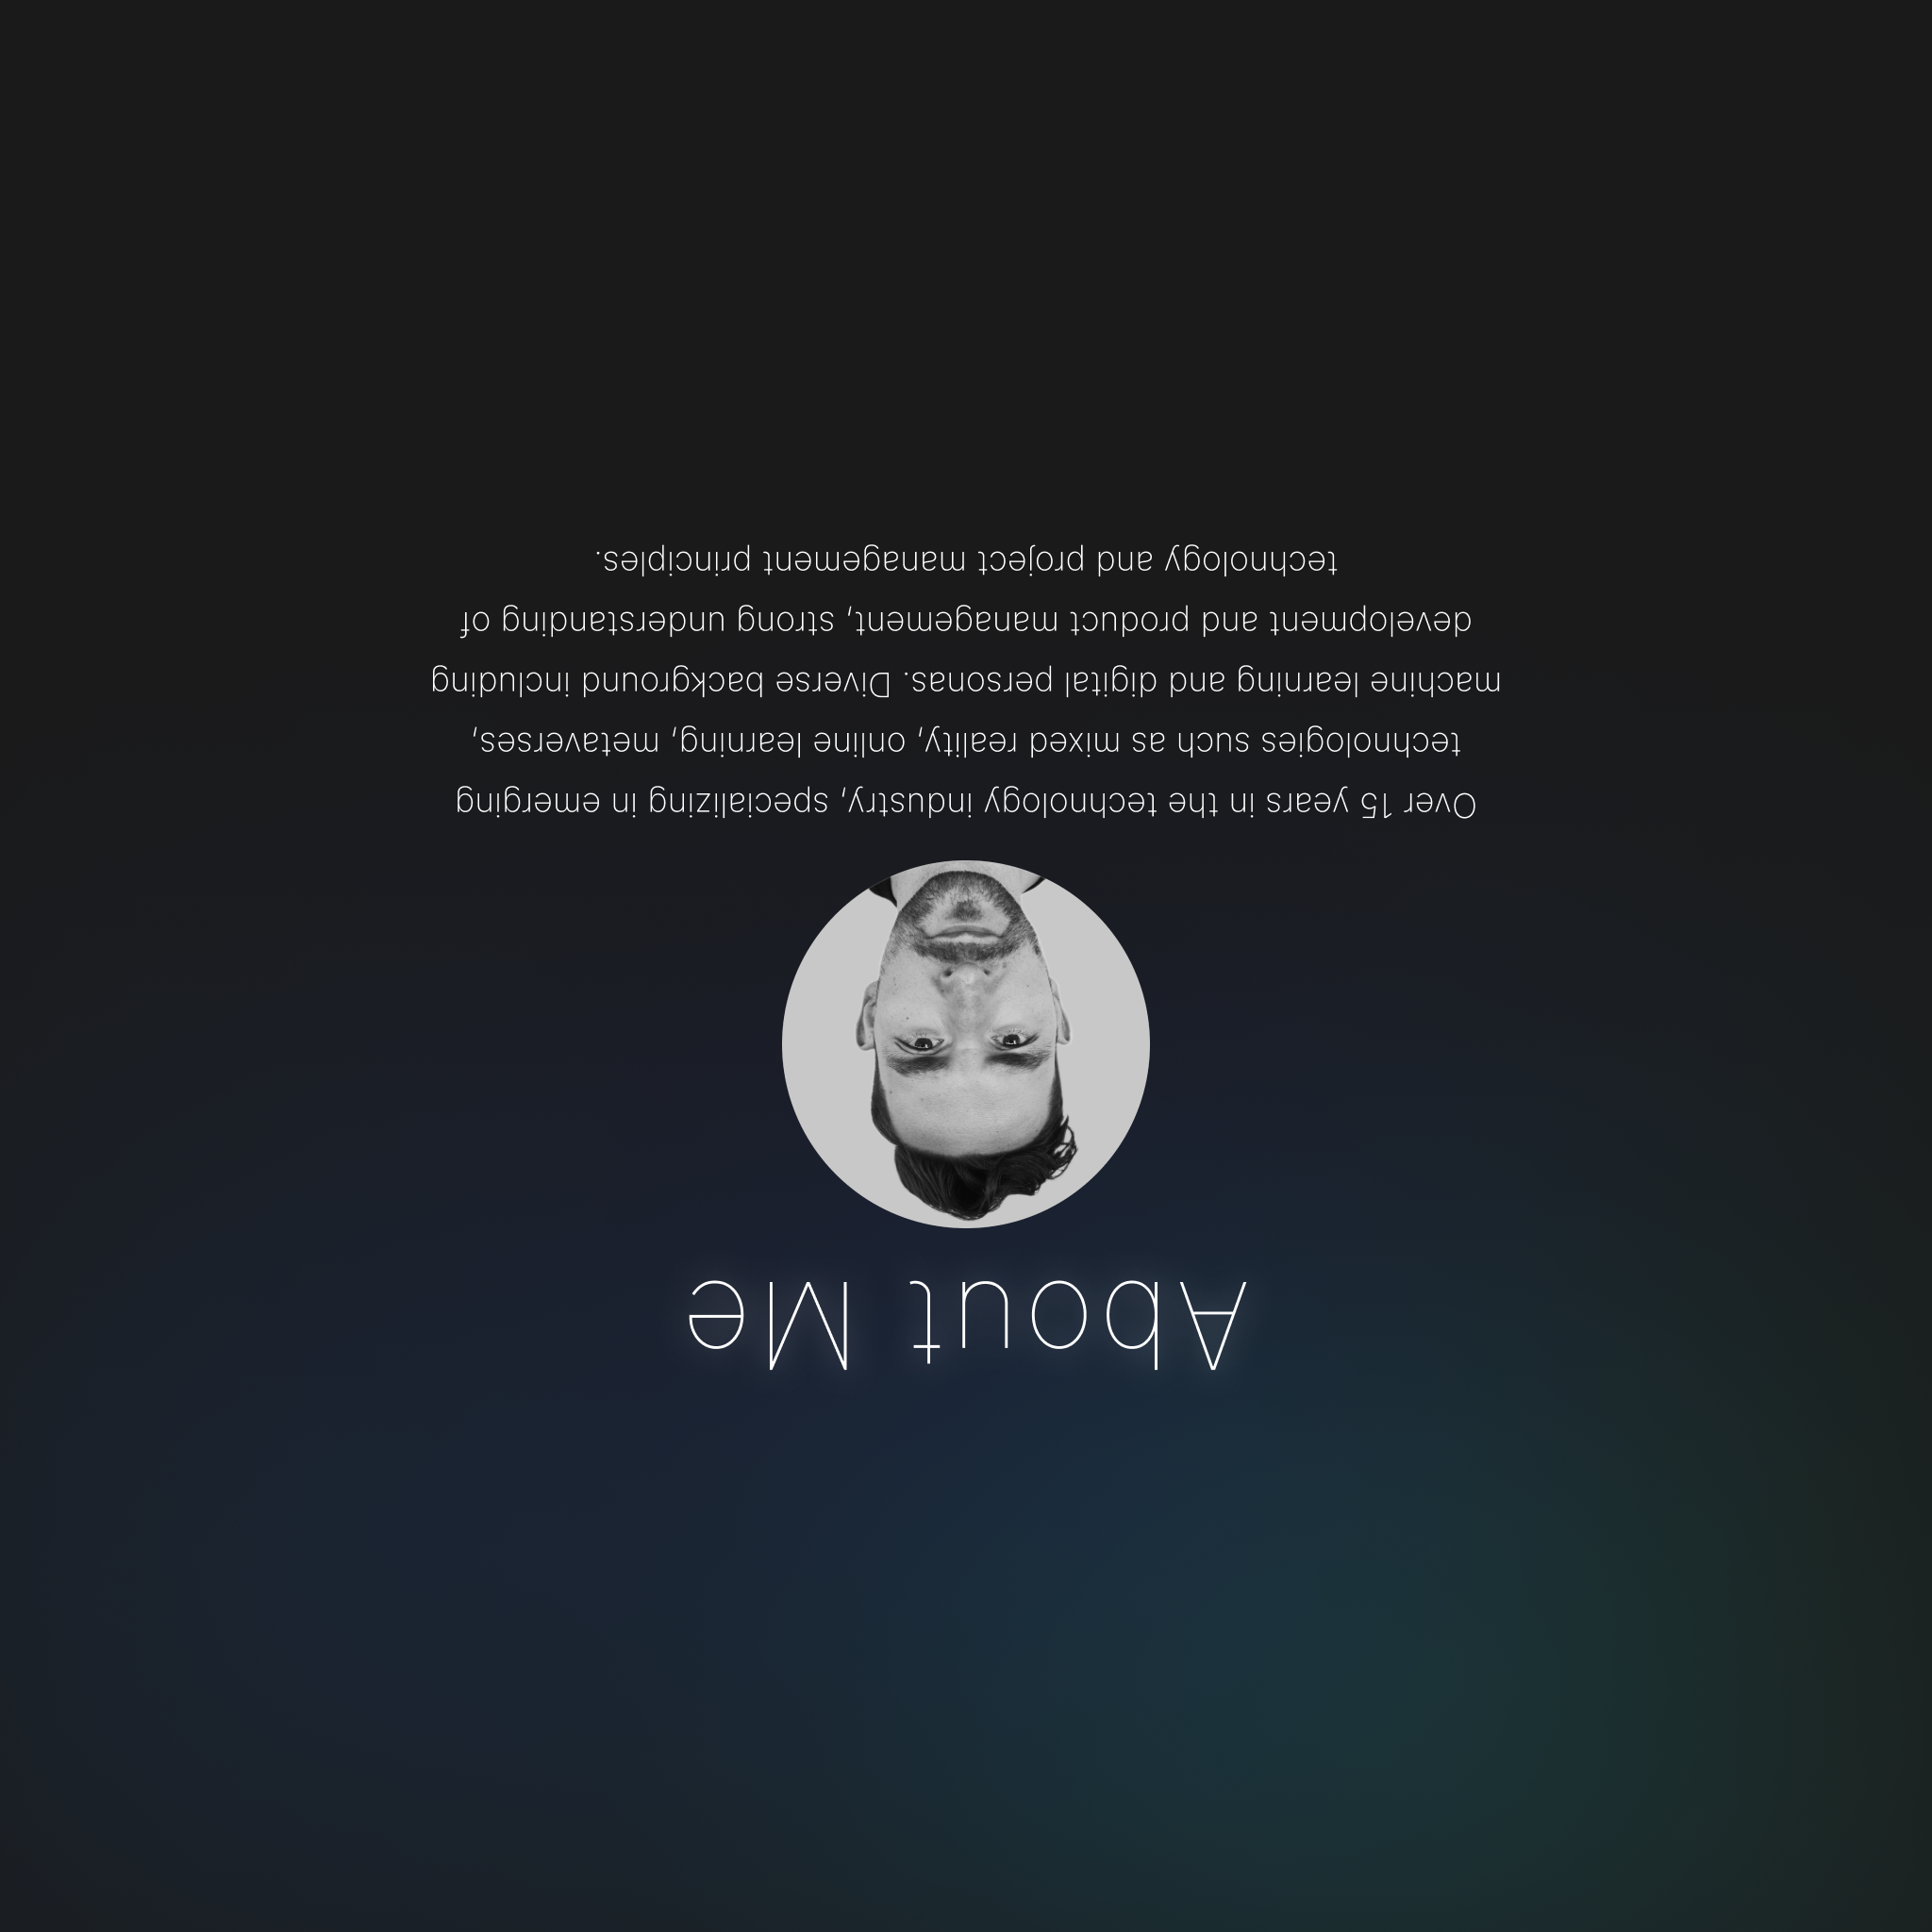 About Me
Over 15 years in the technology industry, specializing in emerging
technologies such as mixed reality, online learning, metaverses,
machine learning and digital personas. Diverse background including
development and product management, strong understanding of
technology and project management principles.